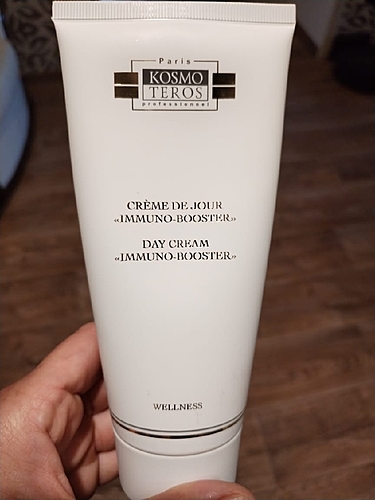 Paris
KOSMO
TEROS
professionnel
CRÈME DE JOUR
«IMMUNO-BOOSTER»
DAY CREAM
«IMMUNO-BOOSTER»
WELLNESS